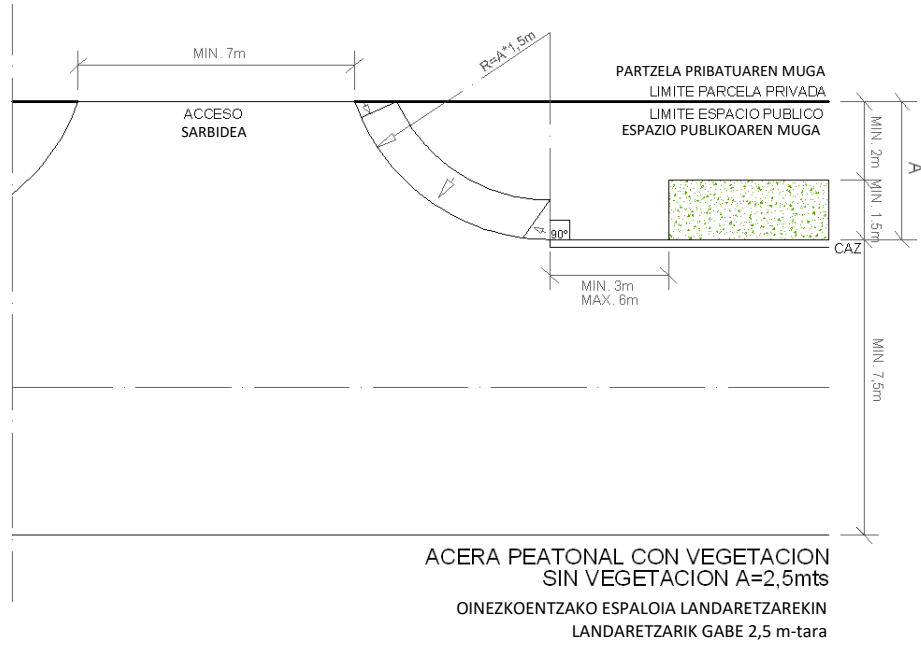 MIN. 7m
R=A*1,5m
PARTZELA PRIBATUAREN MUGA
LIMITE PARCELA PRIVADA
ACCESO
SARBIDEA
LIMITE ESPACIO PUBLICO
ESPAZIO PUBLIKOAREN MUGA
MIN. 2m
A
MIN. 1.5m
90º
CAZ
MIN. 3m
MAX. 6m
MIN. 7,5m
ACERA PEATONAL CON VEGETACION
SIN VEGETACION A=2,5mts
OINEZKOENTZAKO ESPALOIA LANDARETZAREKIN
LANDARETZARIK GABE 2,5 m-tara